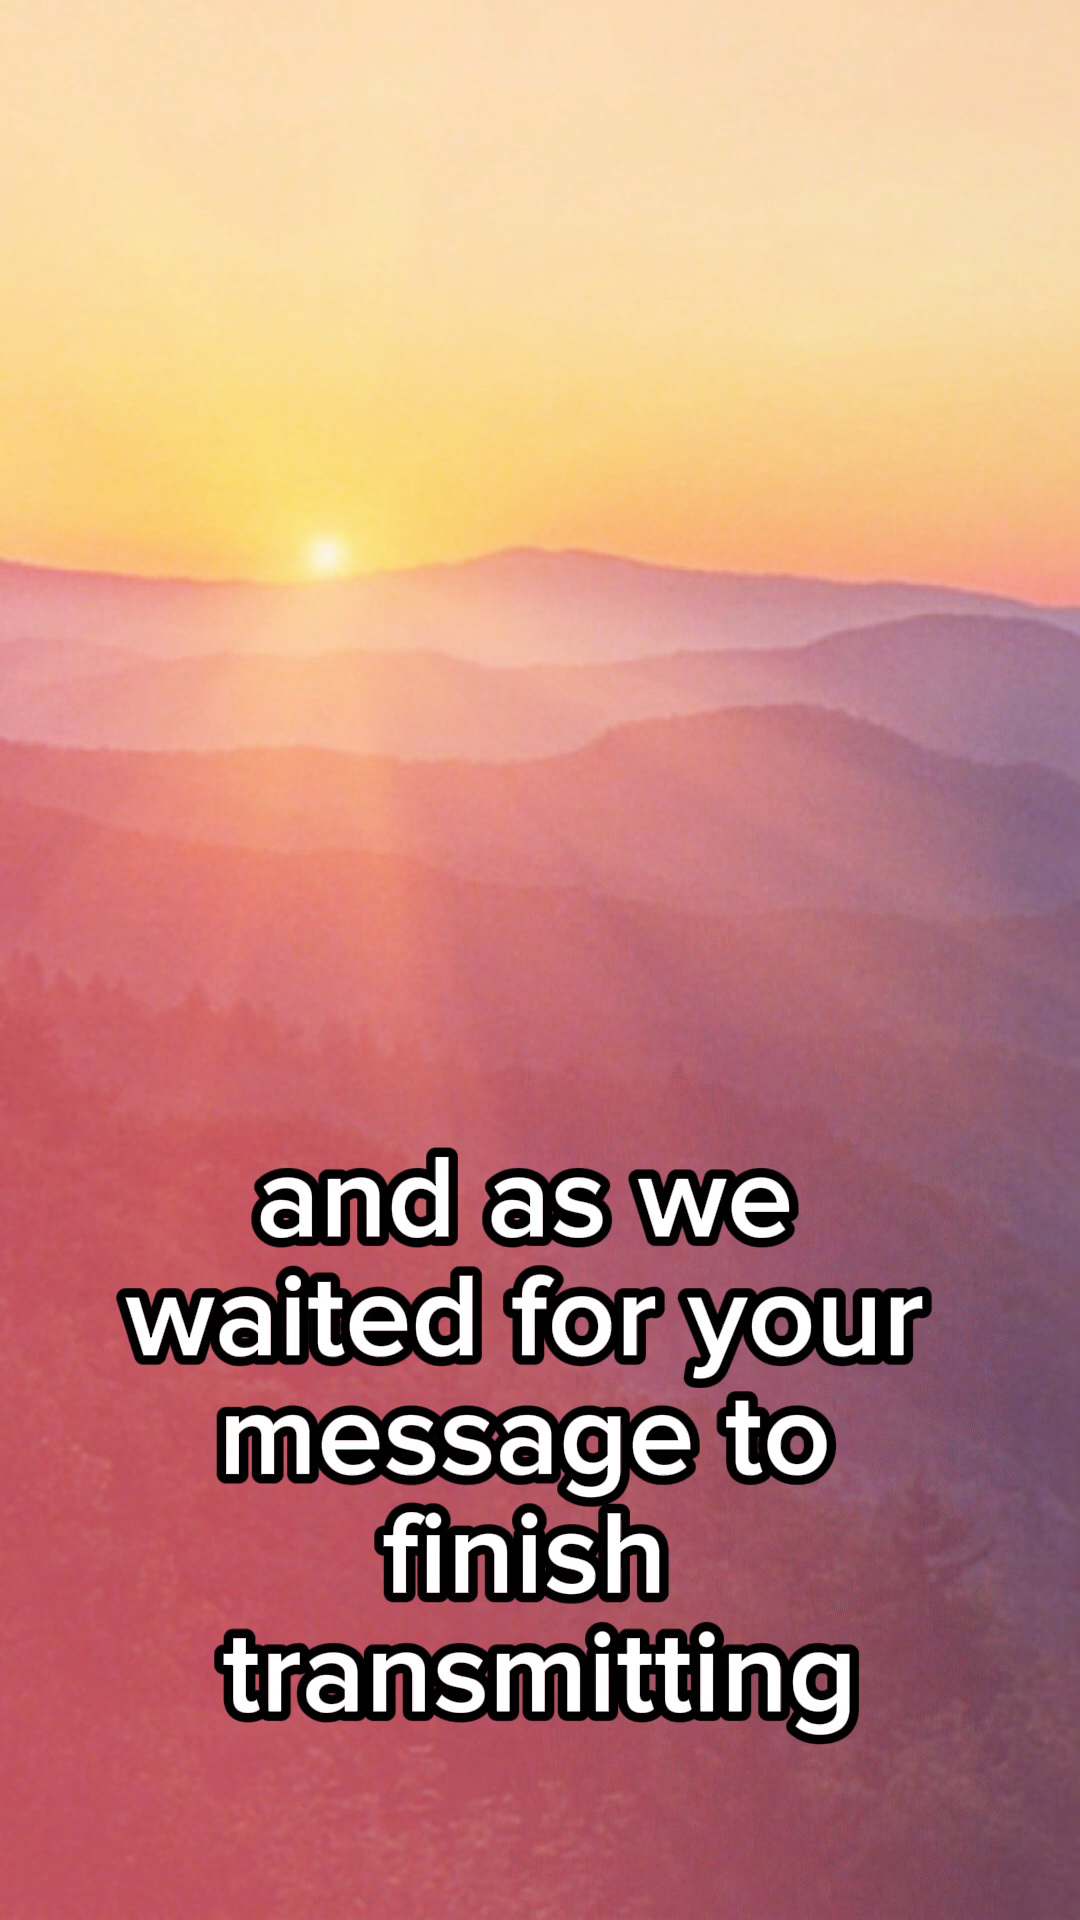 and as we
waited for your
message to
finish
transmitting